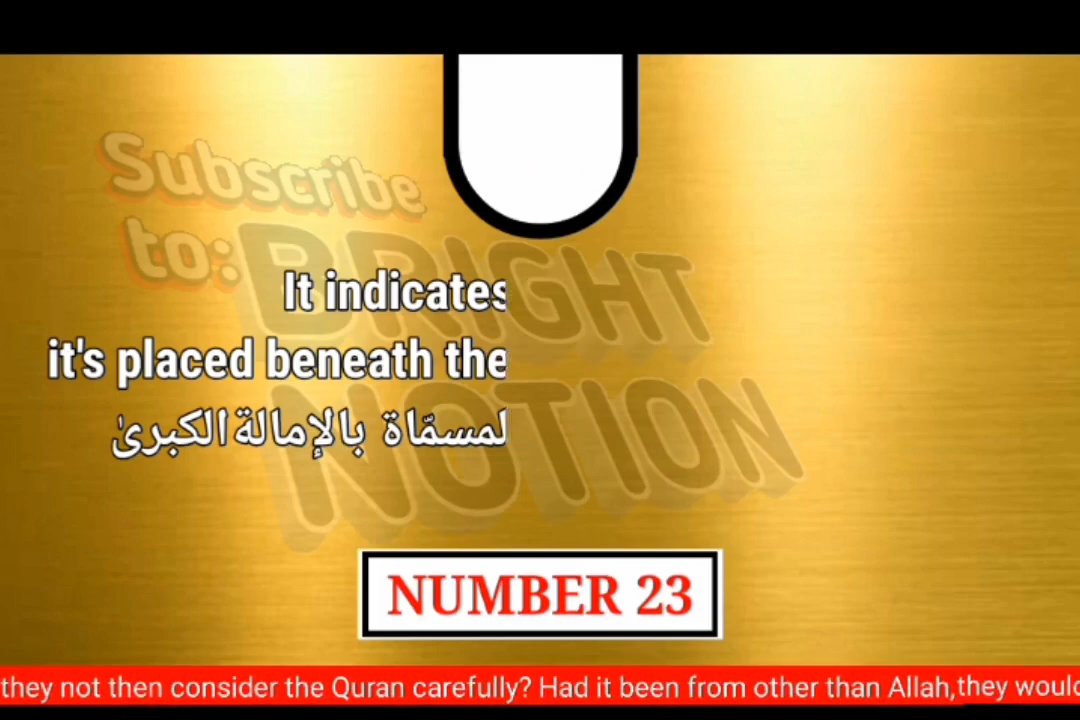 Subscribe
to:
BRIGHT
NOTION
It indicates
it's placed beneath the
لمسمّاة بالإمالة الكبرىٰ
NUMBER 23
they not then consider the Quran carefully? Had it been from other than Allah,they would